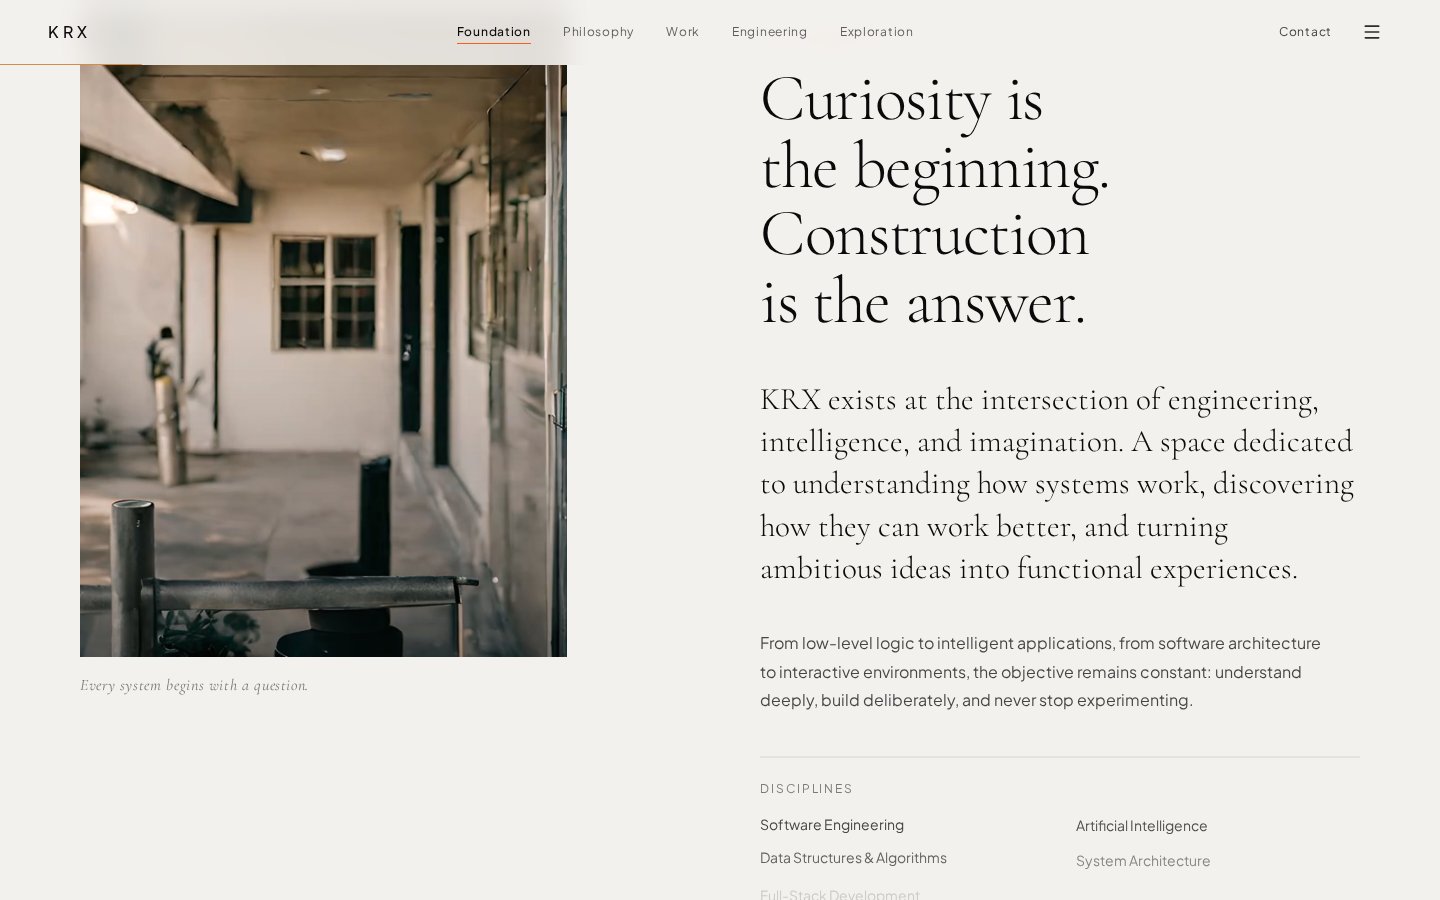 KRX
Foundation
Philosophy
Work
Engineering
Exploration
Contact
Curiosity is
the beginning.
Construction
is the answer.
KRX exists at the intersection of engineering,
intelligence, and imagination. A space dedicated
to understanding how systems work, discovering
how they can work better, and turning
ambitious ideas into functional experiences.
From low-level logic to intelligent applications, from software architecture
to interactive environments, the objective remains constant: understand
deeply, build deliberately, and never stop experimenting.
Every system begins with a question.
DISCIPLINES
Software Engineering
Artificial Intelligence
Data Structures & Algorithms
System Architecture
Full-Stack Development